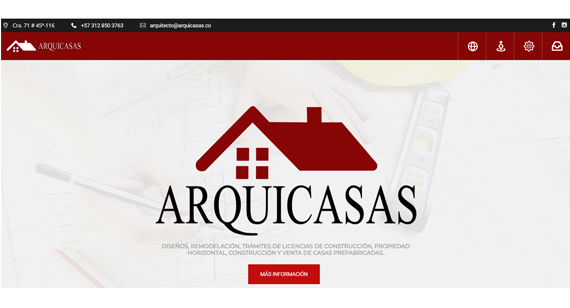 Cra. 71 # 45ª-116 +57 312 850 3763 arquitecto@arquicasas.co
ARQUICASAS
ARQUICASAS
DISEÑOS, REMODELACIÓN, TRÁMITES DE LICENCIAS DE CONSTRUCCIÓN, PROPIEDAD
HORIZONTAL, CONSTRUCCIÓN Y VENTA DE CASAS PREFABRICADAS.
MÁS INFORMACIÓN